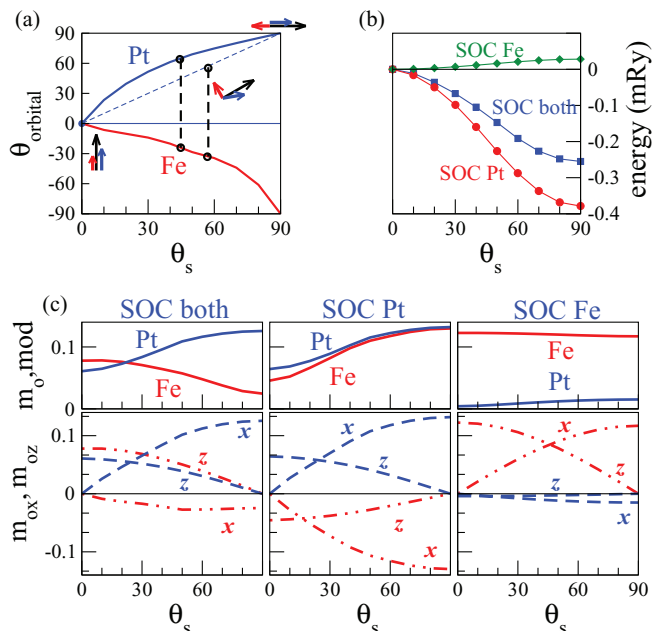 (a)
90
60
30
0
-30
-60
-90
θorbital
Pt
Fe
0 30 60 90
θs
(b)
SOC Fe
SOC both
SOC Pt
0
-0.1
-0.2
-0.3
-0.4
energy (mRy)
0 30 60 90
θs
(c)
SOC both SOC Pt SOC Fe
mo,mod
0.1
0
Pt
Fe
Pt
Fe
Fe
Pt
mox, moz
0.1
0
-0.1
x
z
z
x
x
z
z
x
x
z
z
x
0 30 60
0 30 60
0 30 60 90
θs θs θs